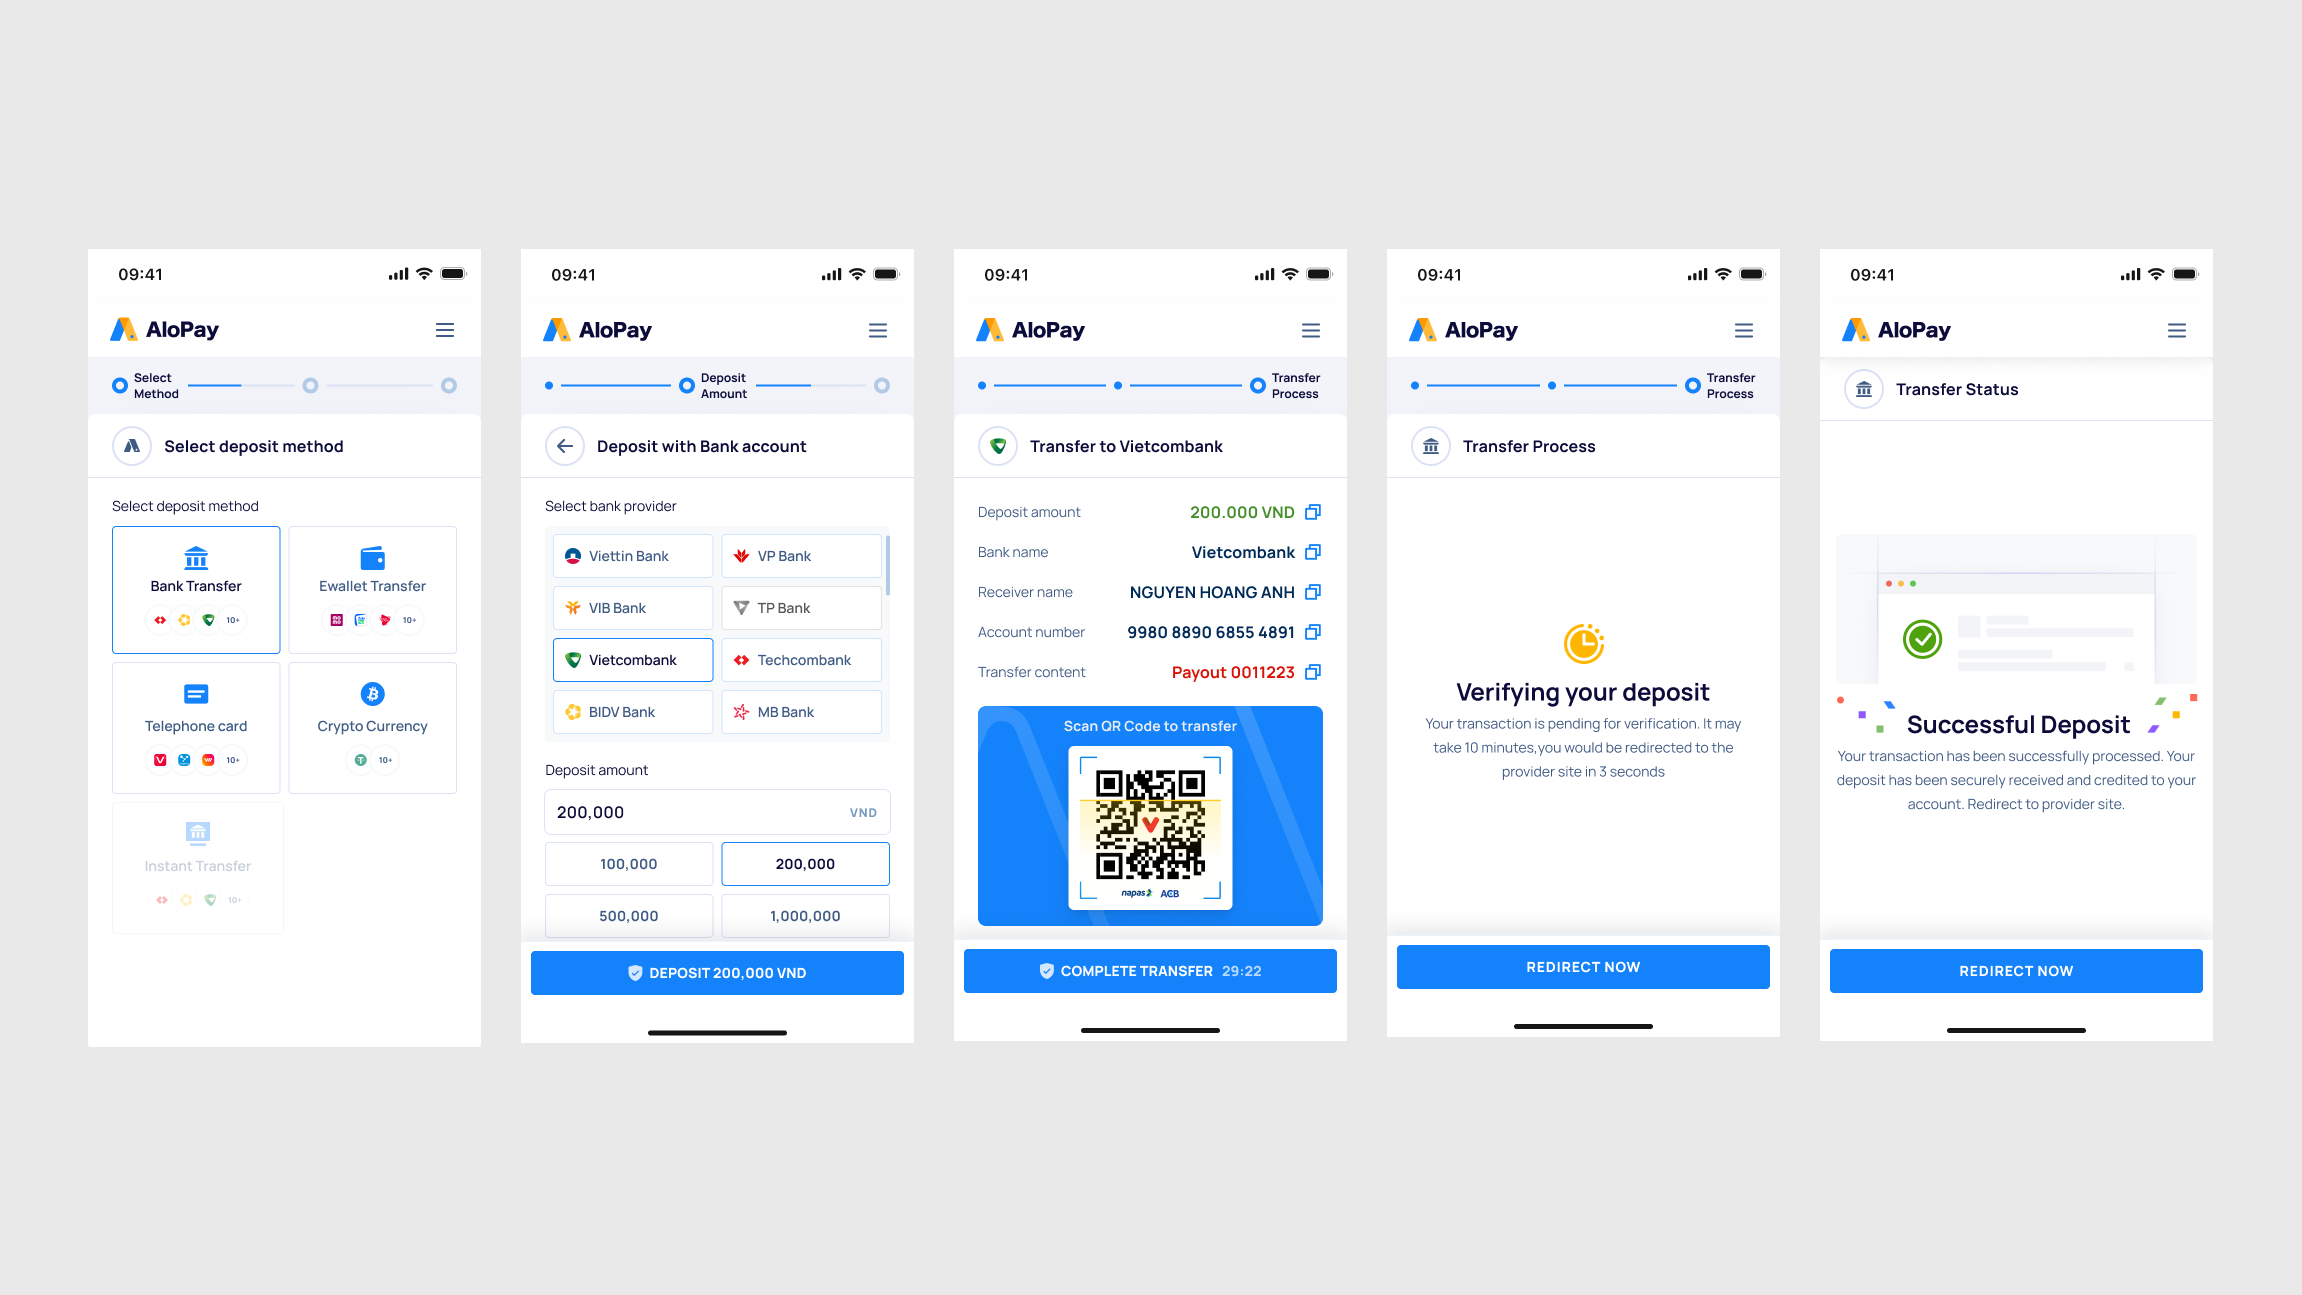 09:41
AloPay
Select
Method
Select deposit method
Select deposit method
Bank Transfer
10+
Ewallet Transfer
10+
Telephone card
10+
Crypto Currency
10+
Instant Transfer
10+
09:41
AloPay
Deposit
Amount
Deposit with Bank account
Select bank provider
Viettin Bank
VP Bank
VIB Bank
TP Bank
Vietcombank
Techcombank
BIDV Bank
MB Bank
Deposit amount
200,000 VND
100,000
200,000
500,000
1,000,000
DEPOSIT 200,000 VND
09:41
AloPay
Transfer
Process
Transfer to Vietcombank
Deposit amount 200.000 VND
Bank name Vietcombank
Receiver name NGUYEN HOANG ANH
Account number 9980 8890 6855 4891
Transfer content Payout 0011223
Scan QR Code to transfer
napas ACB
COMPLETE TRANSFER 29:22
09:41
AloPay
Transfer
Process
Transfer Process
Verifying your deposit
Your transaction is pending for verification. It may
take 10 minutes,you would be redirected to the
provider site in 3 seconds
REDIRECT NOW
09:41
AloPay
Transfer Status
Successful Deposit
Your transaction has been successfully processed. Your
deposit has been securely received and credited to your
account. Redirect to provider site.
REDIRECT NOW